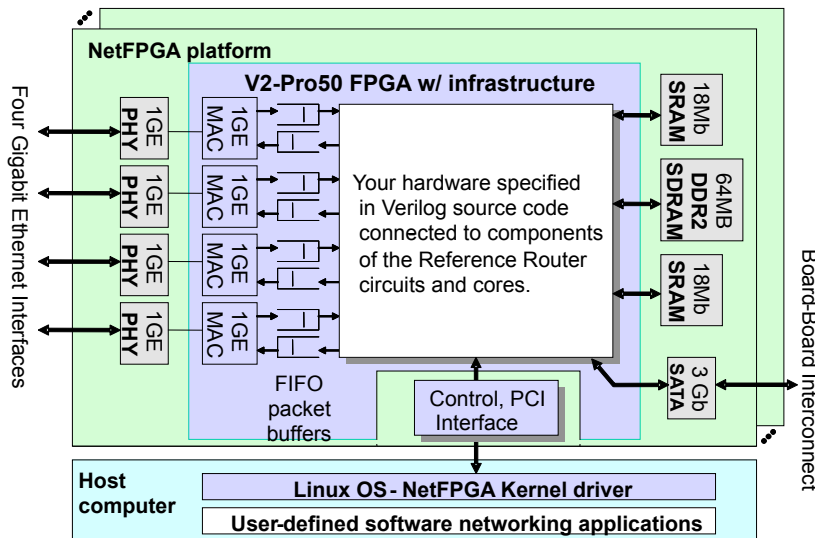 NetFPGA platform
V2-Pro50 FPGA w/ infrastructure
Four Gigabit Ethernet Interfaces
1GE
PHY
1GE
MAC
1GE
PHY
1GE
MAC
1GE
PHY
1GE
MAC
1GE
PHY
1GE
MAC
FIFO
packet
buffers
Your hardware specified
in Verilog source code
connected to components
of the Reference Router
circuits and cores.
18Mb
SRAM
64MB
DDR2
SDRAM
18Mb
SRAM
3 Gb
SATA
Board-Board Interconnect
Control, PCI
Interface
Host
computer
Linux OS - NetFPGA Kernel driver
User-defined software networking applications